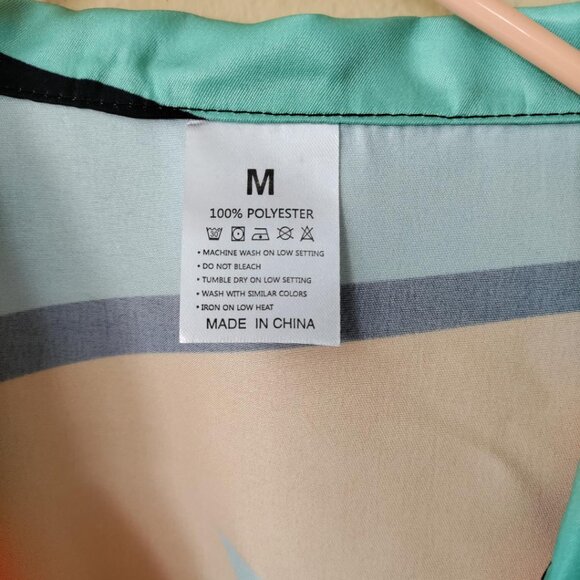 M
100% POLYESTER
30
• MACHINE WASH ON LOW SETTING
• DO NOT BLEACH
• TUMBLE DRY ON LOW SETTING
• WASH WITH SIMILAR COLORS
• IRON ON LOW HEAT
MADE IN CHINA